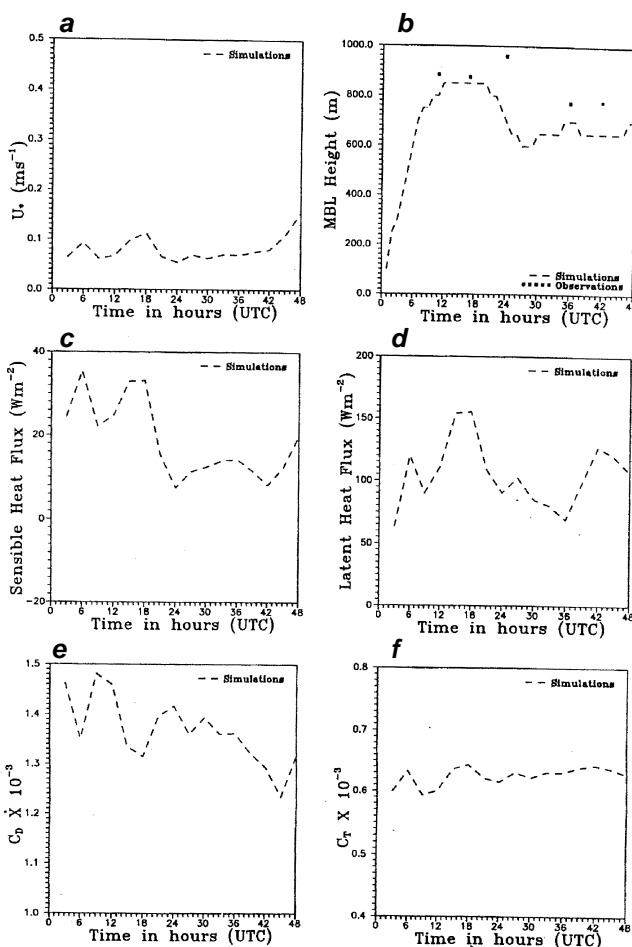 a
b
0.5
0.4
0.3
0.2
0.1
0.0
U* (ms⁻¹)
Simulations
0 6 12 18 24 30 36 42 48
Time in hours (UTC)
1000.0
800.0
600.0
400.0
200.0
0.0
MBL Height (m)
Simulations
Observations
0 6 12 18 24 30 36 42 48
Time in hours (UTC)
c
d
40
20
0
-20
Sensible Heat Flux (Wm⁻²)
Simulations
0 6 12 18 24 30 36 42 48
Time in hours (UTC)
200
150
100
50
0
Latent Heat Flux (Wm⁻²)
Simulations
0 6 12 18 24 30 36 42 48
Time in hours (UTC)
e
f
1.5
1.4
1.3
1.2
1.1
1.0
C_D X 10⁻³
Simulations
0 6 12 18 24 30 36 42 48
Time in hours (UTC)
0.8
0.7
0.6
0.5
0.4
C_T X 10⁻³
Simulations
0 6 12 18 24 30 36 42 48
Time in hours (UTC)